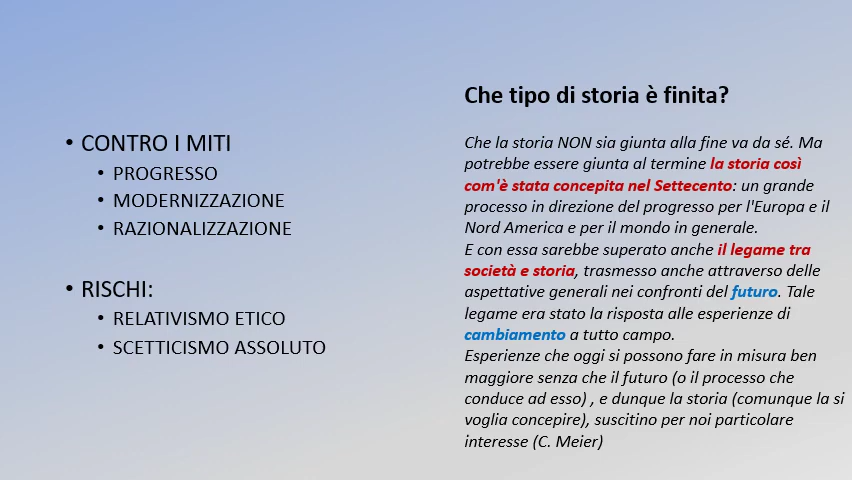 • CONTRO I MITI
• PROGRESSO
• MODERNIZZAZIONE
• RAZIONALIZZAZIONE
• RISCHI:
• RELATIVISMO ETICO
• SCETTICISMO ASSOLUTO
Che tipo di storia è finita?
Che la storia NON sia giunta alla fine va da sé. Ma
potrebbe essere giunta al termine la storia così
com'è stata concepita nel Settecento: un grande
processo in direzione del progresso per l'Europa e il
Nord America e per il mondo in generale.
E con essa sarebbe superato anche il legame tra
società e storia, trasmesso anche attraverso delle
aspettative generali nei confronti del futuro. Tale
legame era stato la risposta alle esperienze di
cambiamento a tutto campo.
Esperienze che oggi si possono fare in misura ben
maggiore senza che il futuro (o il processo che
conduce ad esso) , e dunque la storia (comunque la si
voglia concepire), suscitino per noi particolare
interesse (C. Meier)